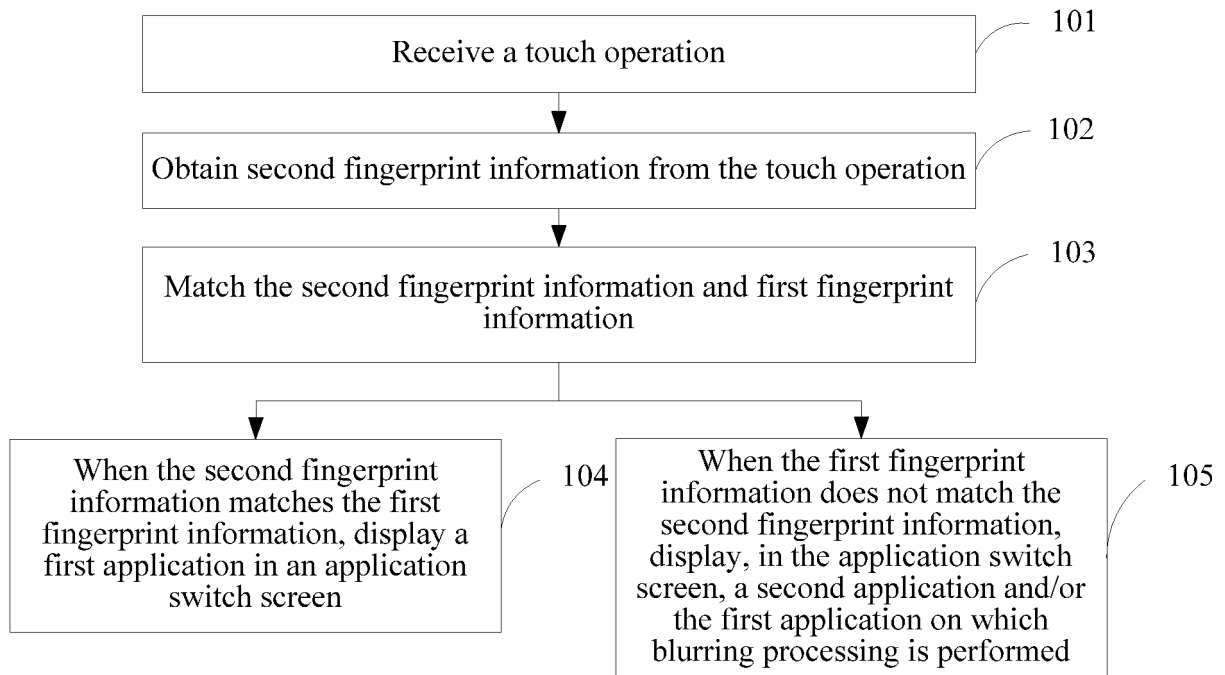 101
Receive a touch operation
102
Obtain second fingerprint information from the touch operation
103
Match the second fingerprint information and first fingerprint
information
When the second fingerprint
information matches the first
fingerprint information, display a
first application in an application
switch screen
104
When the first fingerprint
information does not match the
second fingerprint information,
display, in the application switch
screen, a second application and/or
the first application on which
blurring processing is performed
105